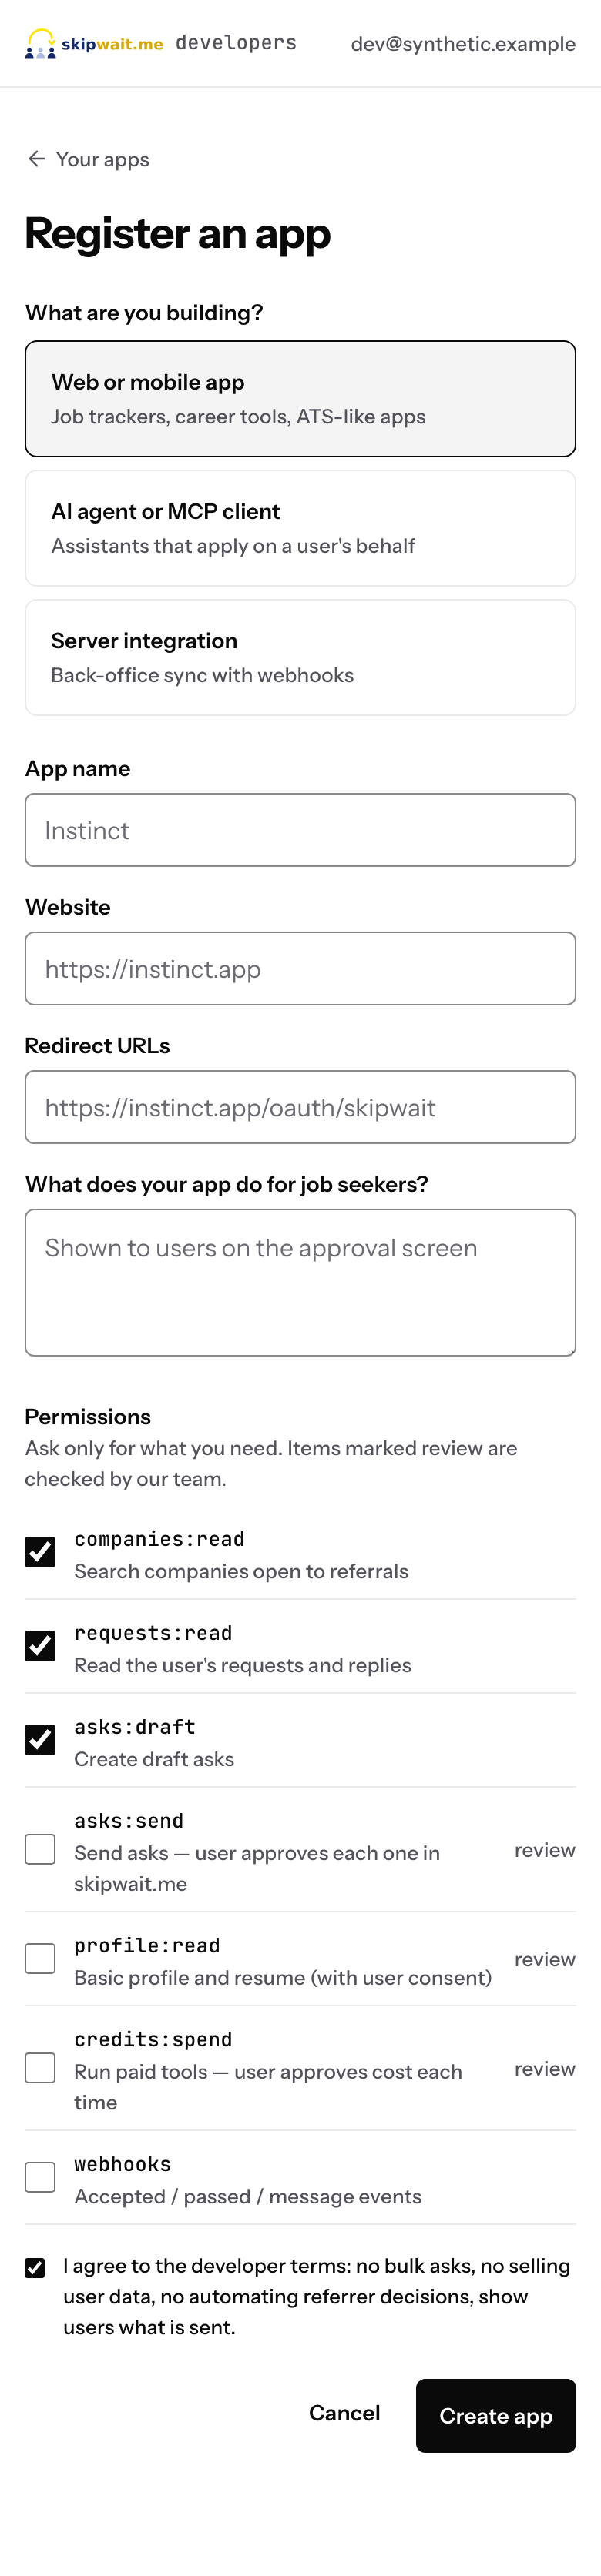 skipwait.me developers dev@synthetic.example
← Your apps
Register an app
What are you building?
Web or mobile app
Job trackers, career tools, ATS-like apps
AI agent or MCP client
Assistants that apply on a user's behalf
Server integration
Back-office sync with webhooks
App name
Instinct
Website
https://instinct.app
Redirect URLs
https://instinct.app/oauth/skipwait
What does your app do for job seekers?
Shown to users on the approval screen
Permissions
Ask only for what you need. Items marked review are
checked by our team.
companies:read
Search companies open to referrals
requests:read
Read the user's requests and replies
asks:draft
Create draft asks
asks:send
Send asks — user approves each one in
skipwait.me
review
profile:read
Basic profile and resume (with user consent)
review
credits:spend
Run paid tools — user approves cost each
time
review
webhooks
Accepted / passed / message events
I agree to the developer terms: no bulk asks, no selling
user data, no automating referrer decisions, show
users what is sent.
Cancel
Create app